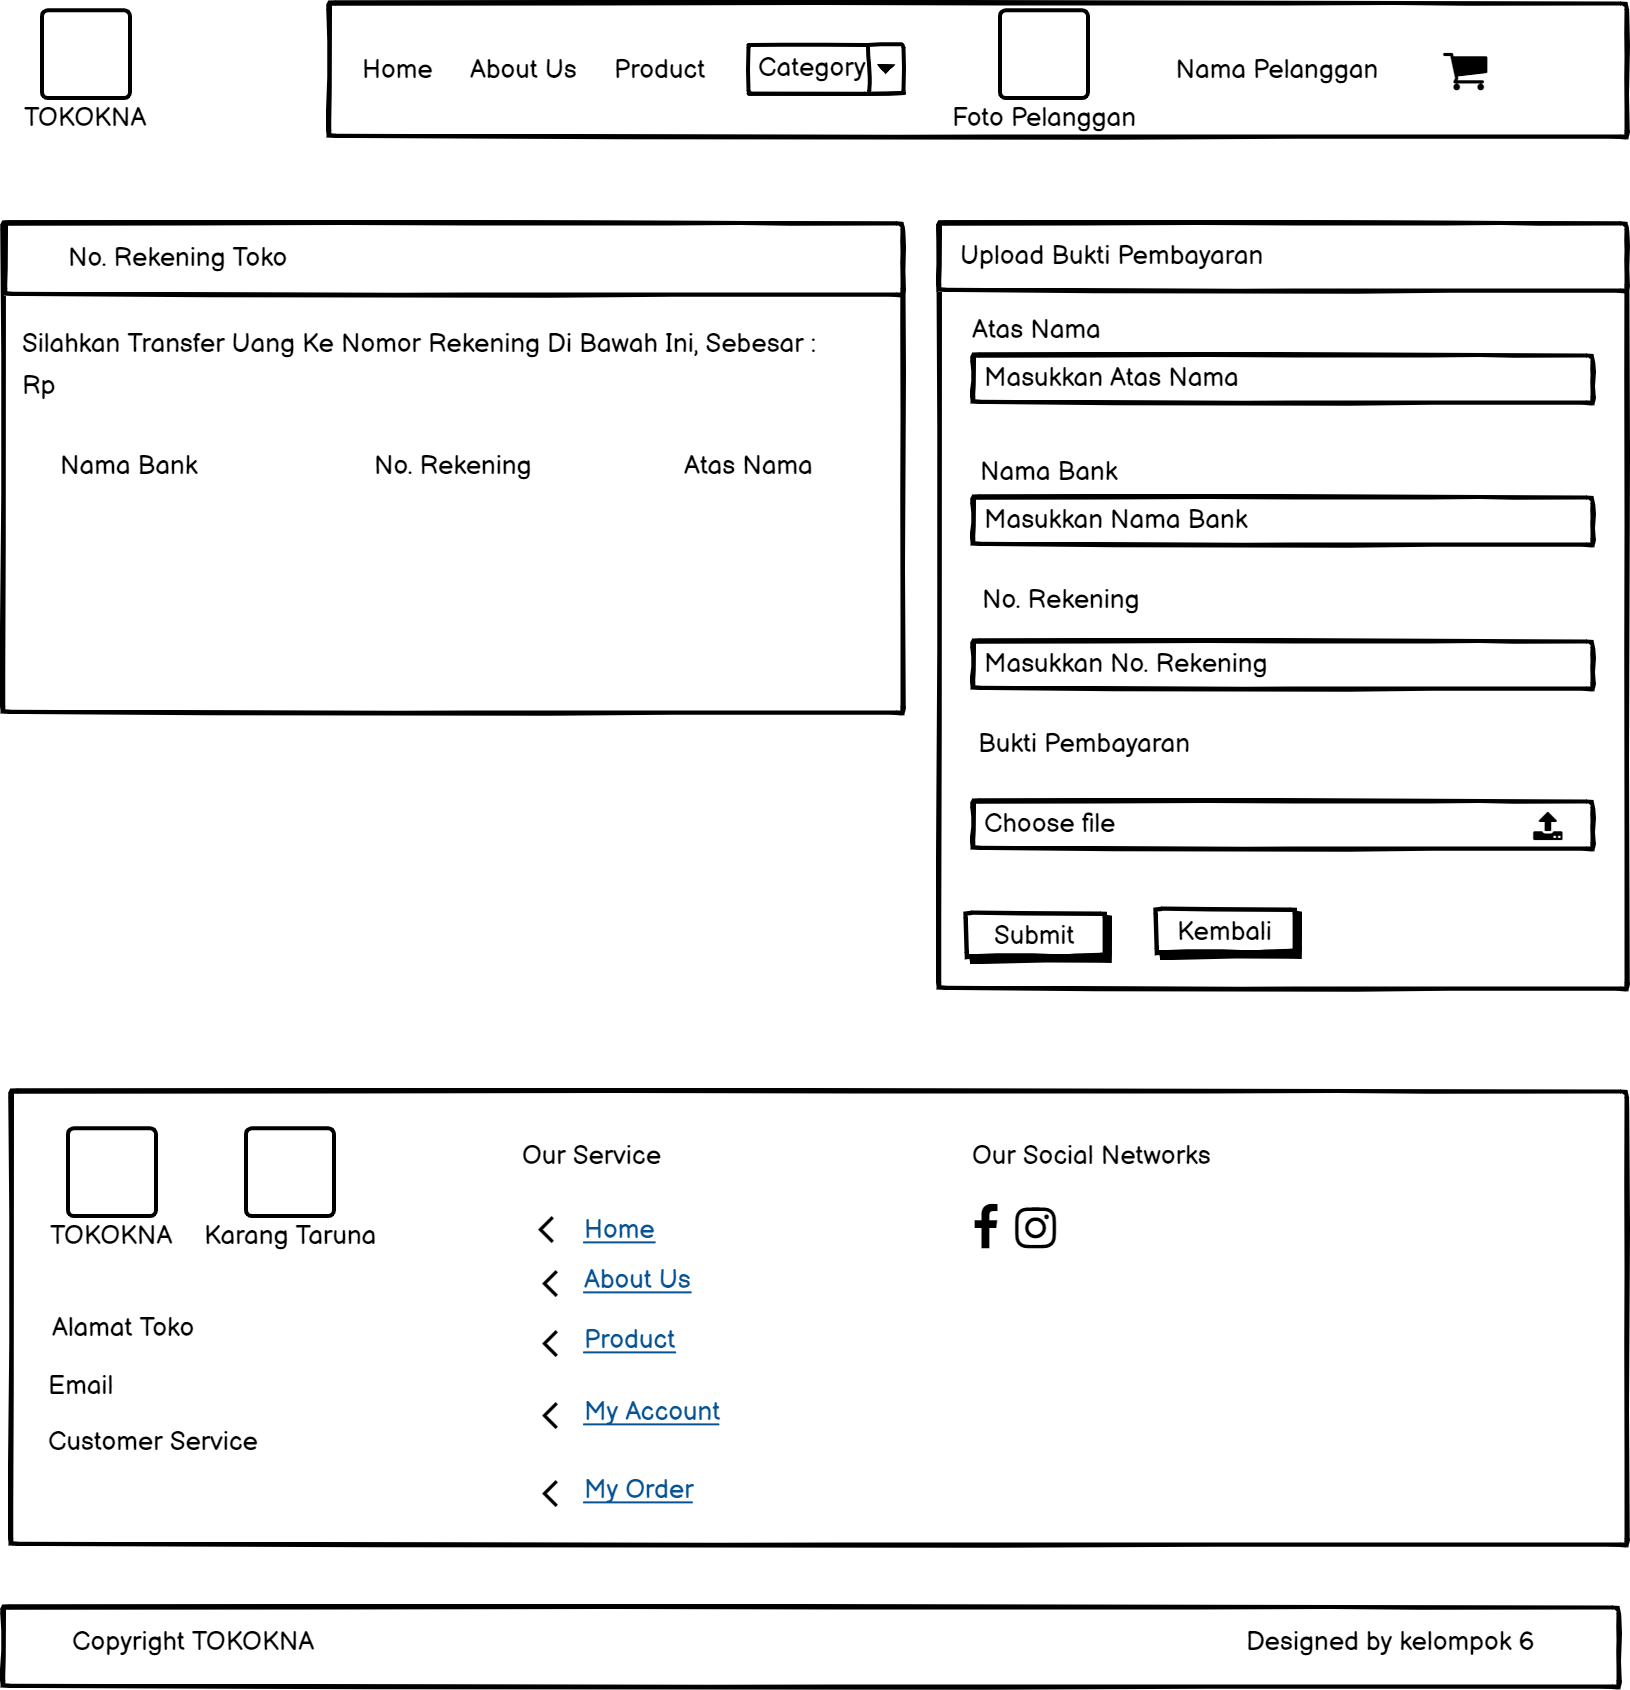 TOKOKNA
Home About Us Product Category Foto Pelanggan Nama Pelanggan
No. Rekening Toko
Silahkan Transfer Uang Ke Nomor Rekening Di Bawah Ini, Sebesar :
Rp
Nama Bank No. Rekening Atas Nama
Upload Bukti Pembayaran
Atas Nama
Masukkan Atas Nama
Nama Bank
Masukkan Nama Bank
No. Rekening
Masukkan No. Rekening
Bukti Pembayaran
Choose file
Submit Kembali
TOKOKNA Karang Taruna
Alamat Toko
Email
Customer Service
Our Service
Home
About Us
Product
My Account
My Order
Our Social Networks
Copyright TOKOKNA Designed by kelompok 6